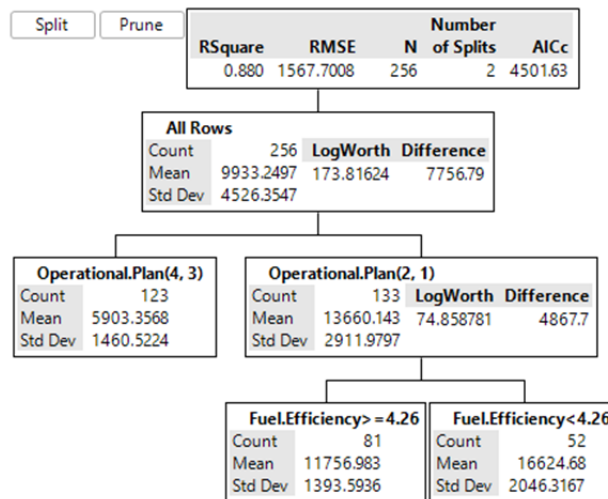 Split Prune
Number
RSquare RMSE N of Splits AICc
0.880 1567.7008 256 2 4501.63
All Rows
Count 256 LogWorth Difference
Mean 9933.2497 173.81624 7756.79
Std Dev 4526.3547
Operational.Plan(4, 3)
Count 123
Mean 5903.3568
Std Dev 1460.5224
Operational.Plan(2, 1)
Count 133 LogWorth Difference
Mean 13660.143 74.858781 4867.7
Std Dev 2911.9797
Fuel.Efficiency>=4.26
Count 81
Mean 11756.983
Std Dev 1393.5936
Fuel.Efficiency<4.26
Count 52
Mean 16624.68
Std Dev 2046.3167